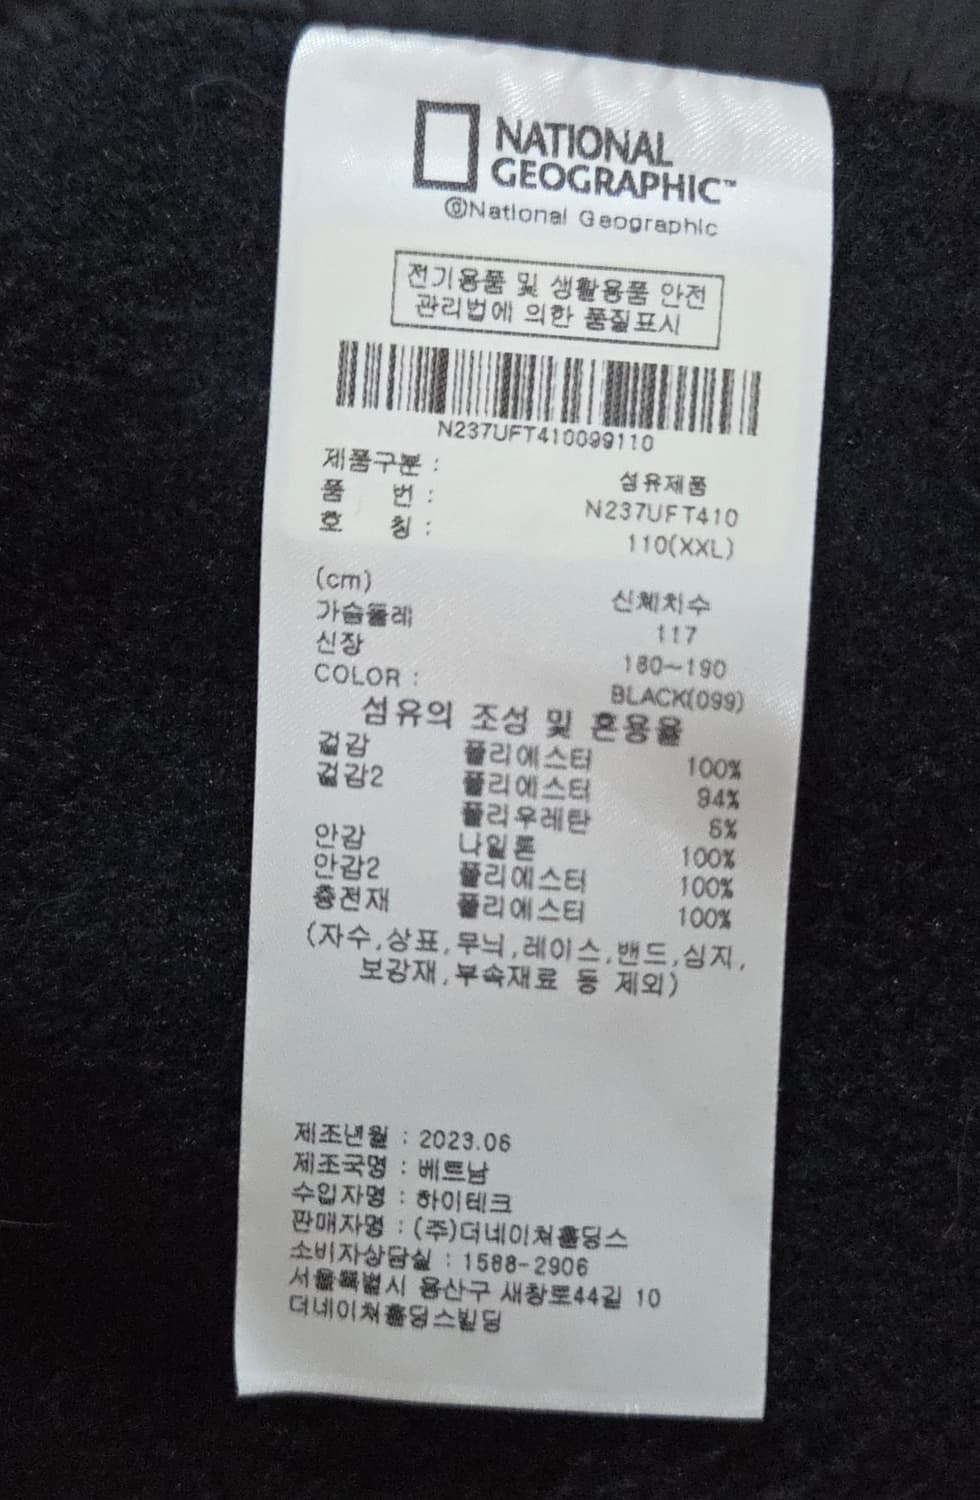 NATIONAL
GEOGRAPHIC™
ⓒNational Geographic
전기용품 및 생활용품 안전
관리법에 의한 품질표시
N237UFT410099110
제품구분 : 섬유제품
품 번 : N237UFT410
호 칭 : 110(XXL)
(cm) 신체치수
가슴둘레 117
신장 180~190
COLOR : BLACK(099)
섬유의 조성 및 혼용율
겉감 폴리에스터 100%
겉감2 폴리에스터 94%
폴리우레탄 6%
안감 나일론 100%
안감2 폴리에스터 100%
충전재 폴리에스터 100%
(자수,상표,무늬,레이스,밴드,심지,
보강재,부속재료 등 제외)
제조년월 : 2023.06
제조국명 : 베트남
수입자명 : 하이테크
판매자명 : (주)더네이쳐홀딩스
소비자상담실 : 1588-2906
서울특별시 용산구 새창로44길 10
더네이쳐홀딩스빌딩